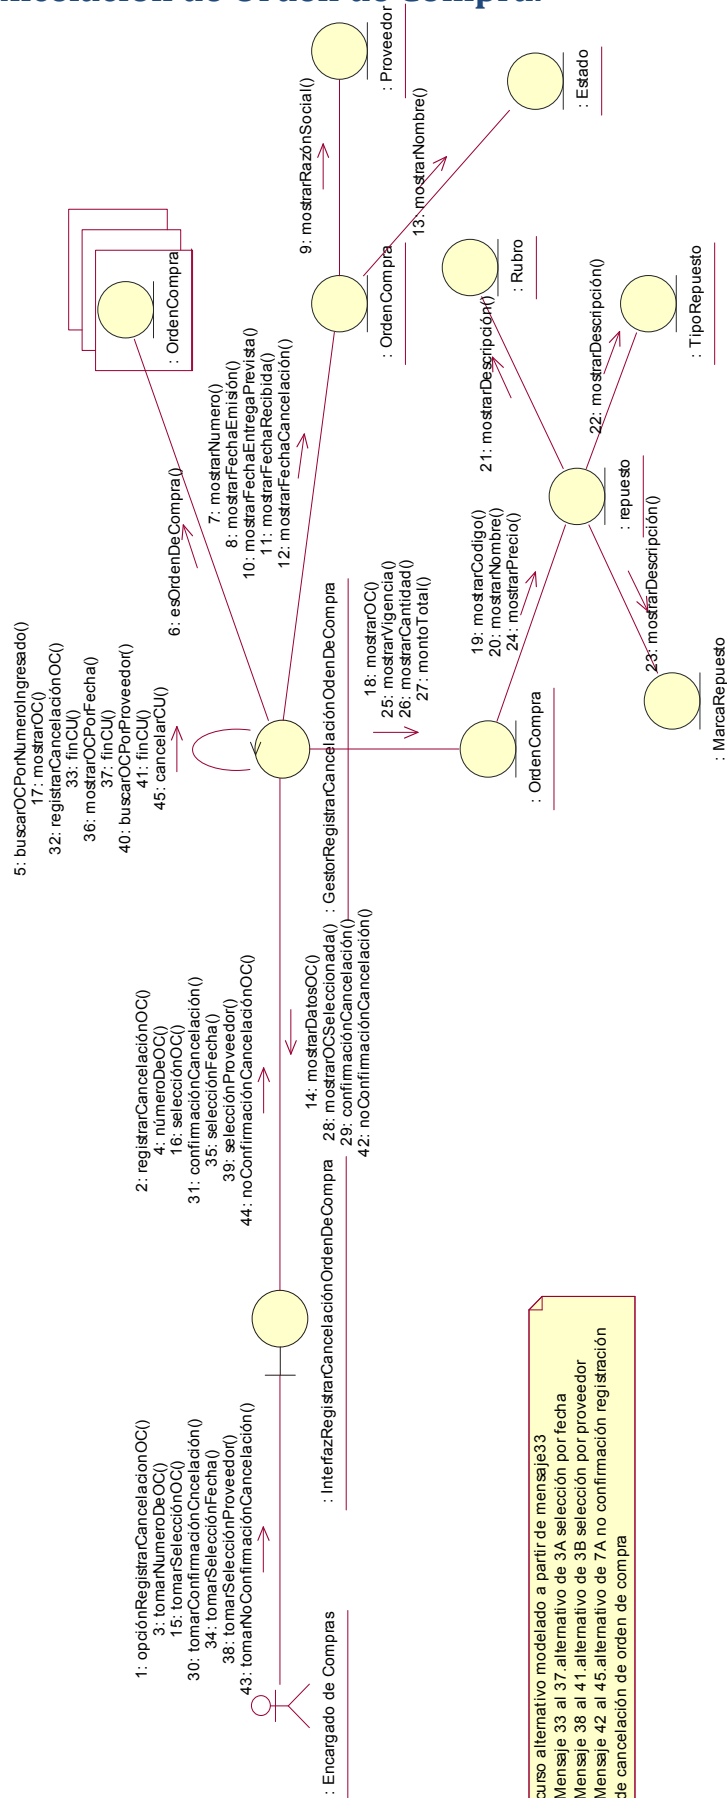 1: opciónRegistrarCancelacionOC()
3: tomarNumeroDeOC()
15: tomarSelecciónOC()
30: tomarConfirmaciónCncelación()
34: tomarSelecciónFecha()
38: tomarSelecciónProveedor()
43: tomarNoConfirmaciónCancelación()
: Encargado de Compras
2: registrarCancelaciónOC()
4: númeroDeOC()
16: selecciónOC()
31: confirmaciónCancelación()
35: selecciónFecha()
39: selecciónProveedor()
44: noConfirmaciónCancelaciónOC()
: InterfazRegistrarCancelaciónOrdenDeCompra
14: mostrarDatosOC()
28: mostrarOCSeleccionada()
29: confirmaciónCancelación()
42: noConfirmaciónCancelación()
5: buscarOCPorNumeroIngresado()
17: mostrarOC()
32: registrarCancelaciónOC()
33: finCU()
36: mostrarOCPorFecha()
37: finCU()
40: buscarOCPorProveedor()
41: finCU()
45: cancelarCU()
: GestorRegistrarCancelaciónOdenDeCompra
6: esOrdenDeCompra()
: OrdenCompra
7: mostrarNumero()
8: mostrarFechaEmisión()
10: mostrarFechaEntregaPrevista()
11: mostrarFechaRecibida()
12: mostrarFechaCancelación()
: OrdenCompra
9: mostrarRazónSocial()
: Proveedor
13: mostrarNombre()
: Estado
18: mostrarOC()
25: mostrarVigencia()
26: mostrarCantidad()
27: montoTotal()
: OrdenCompra
19: mostrarCodigo()
20: mostrarNombre()
24: mostrarPrecio()
: repuesto
21: mostrarDescripción()
: Rubro
22: mostrarDescripción()
: TipoRepuesto
23: mostrarDescripción()
: MarcaRepuesto
curso alternativo modelado a partir de mensaje33
Mensaje 33 al 37.alternativo de 3A selección por fecha
Mensaje 38 al 41.alternativo de 3B selección por proveedor
Mensaje 42 al 45.alternativo de 7A no confirmación registración
de cancelación de orden de compra